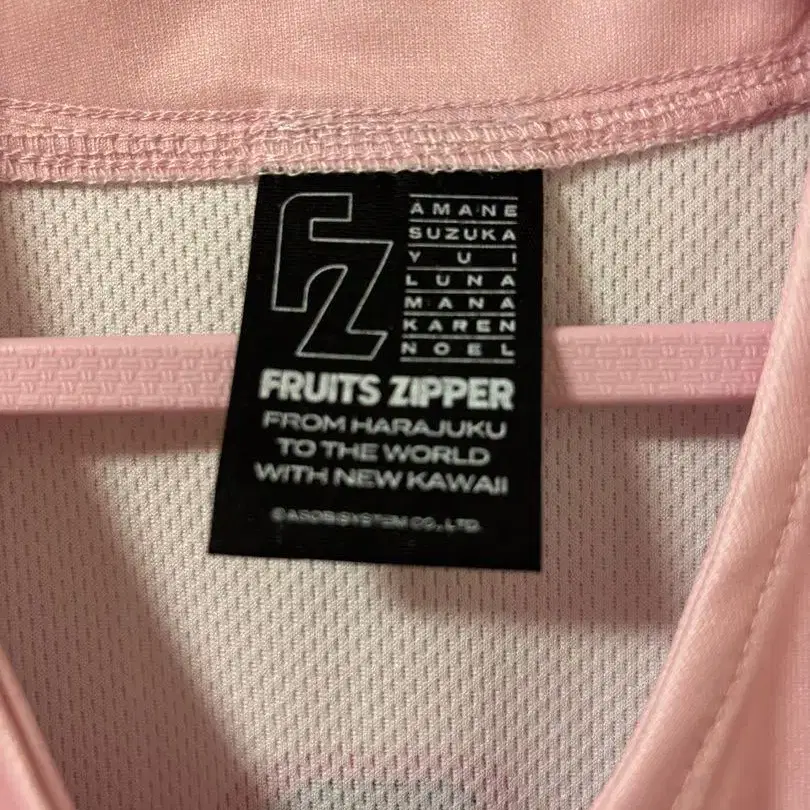 FZ
AMANE
SUZUKA
YUI
LUNA
MANA
KAREN
NOEL
FRUITS ZIPPER
FROM HARAJUKU
TO THE WORLD
WITH NEW KAWAII
©ASOBISYSTEM CO., LTD.